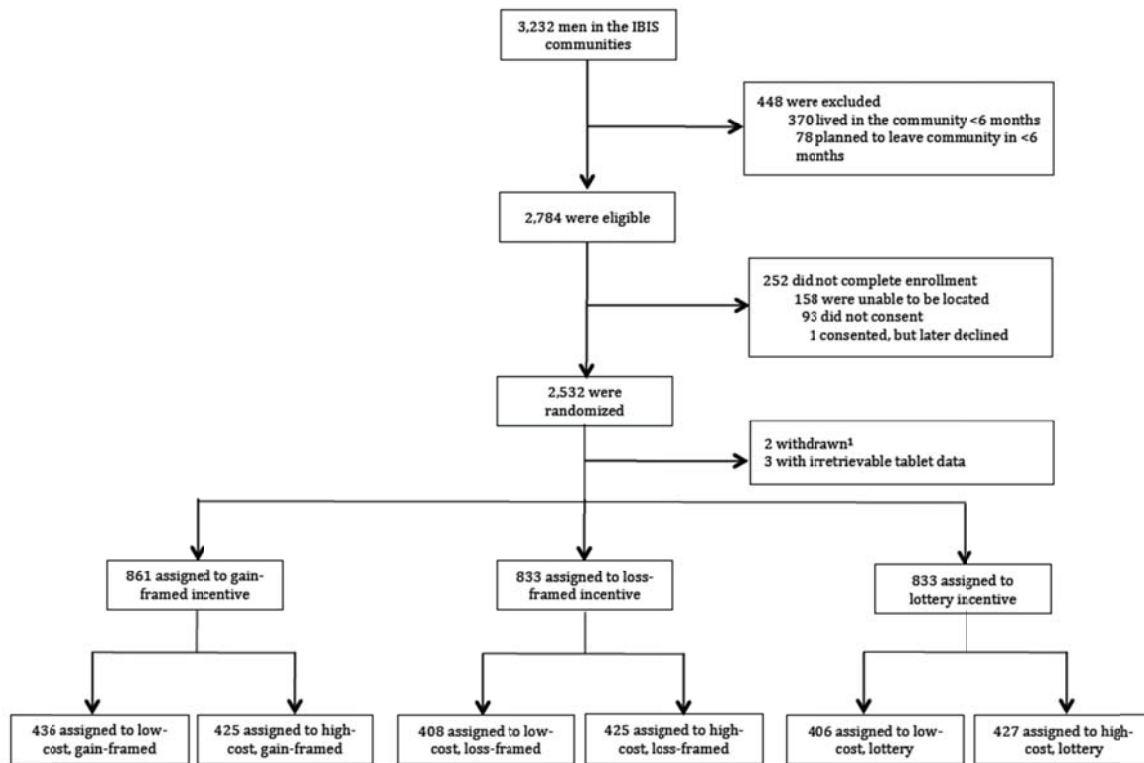 3,232 men in the IBIS
communities
448 were excluded
370 lived in the community <6 months
78 planned to leave community in <6
months
2,784 were eligible
252 did not complete enrollment
158 were unable to be located
93 did not consent
1 consented, but later declined
2,532 were
randomized
2 withdrawn¹
3 with irretrievable tablet data
861 assigned to gain-
framed incentive
833 assigned to loss-
framed incentive
833 assigned to
lottery incentive
436 assigned to low-
cost, gain-framed
425 assigned to high-
cost, gain-framed
408 assigned to low-
cost, loss-framed
425 assigned to high-
cost, loss-framed
406 assigned to low-
cost, lottery
427 assigned to high-
cost, lottery